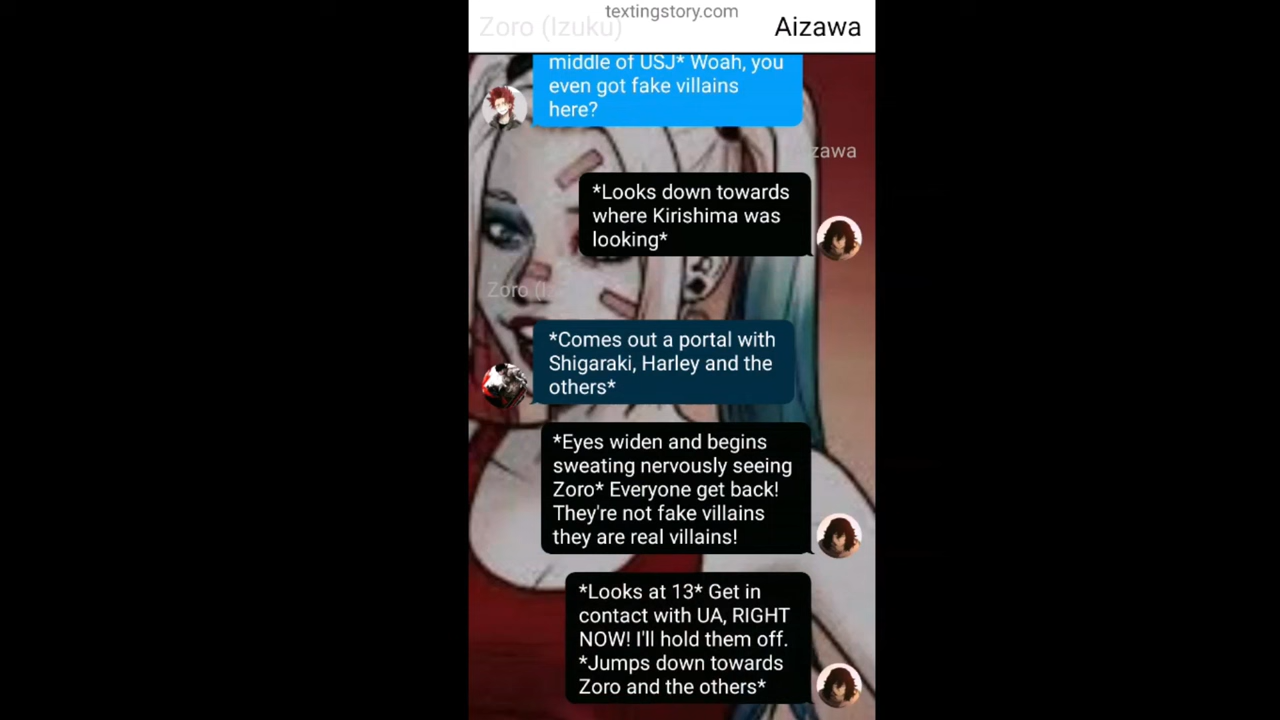 textingstory.com
Zoro (Izuku)
Aizawa
middle of USJ* Woah, you
even got fake villains
here?
zawa
*Looks down towards
where Kirishima was
looking*
Zoro (I
*Comes out a portal with
Shigaraki, Harley and the
others*
*Eyes widen and begins
sweating nervously seeing
Zoro* Everyone get back!
They're not fake villains
they are real villains!
*Looks at 13* Get in
contact with UA, RIGHT
NOW! I'll hold them off.
*Jumps down towards
Zoro and the others*